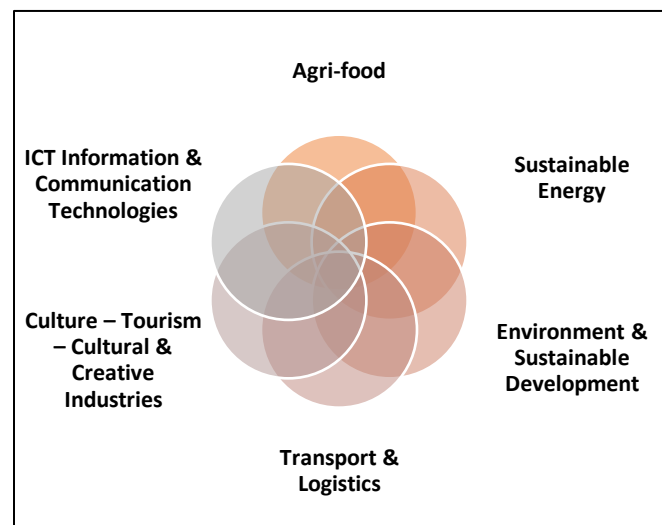 Agri-food
ICT Information &
Communication
Technologies
Sustainable
Energy
Culture – Tourism
– Cultural &
Creative
Industries
Environment &
Sustainable
Development
Transport &
Logistics